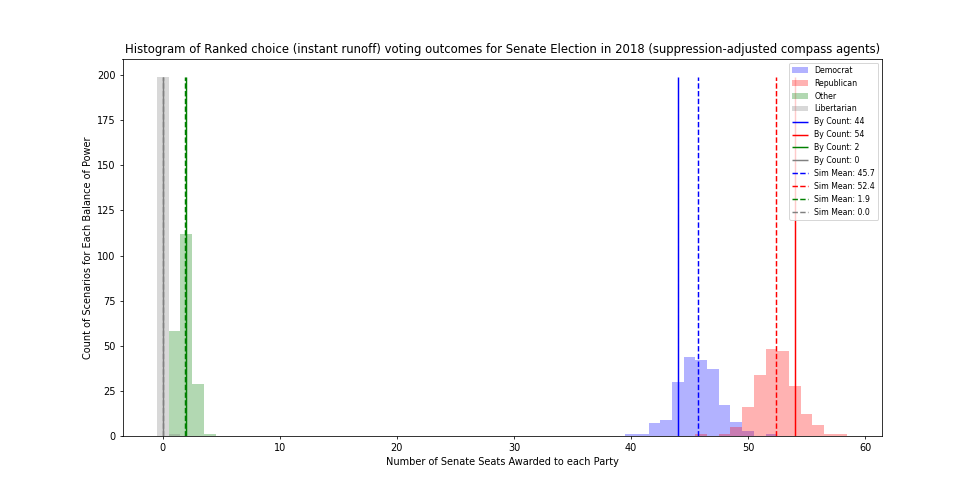 Histogram of Ranked choice (instant runoff) voting outcomes for Senate Election in 2018 (suppression-adjusted compass agents)
Democrat
Republican
Other
Libertarian
By Count: 44
By Count: 54
By Count: 2
By Count: 0
Sim Mean: 45.7
Sim Mean: 52.4
Sim Mean: 1.9
Sim Mean: 0.0
Count of Scenarios for Each Balance of Power
200
175
150
125
100
75
50
25
0
0 10 20 30 40 50 60
Number of Senate Seats Awarded to each Party